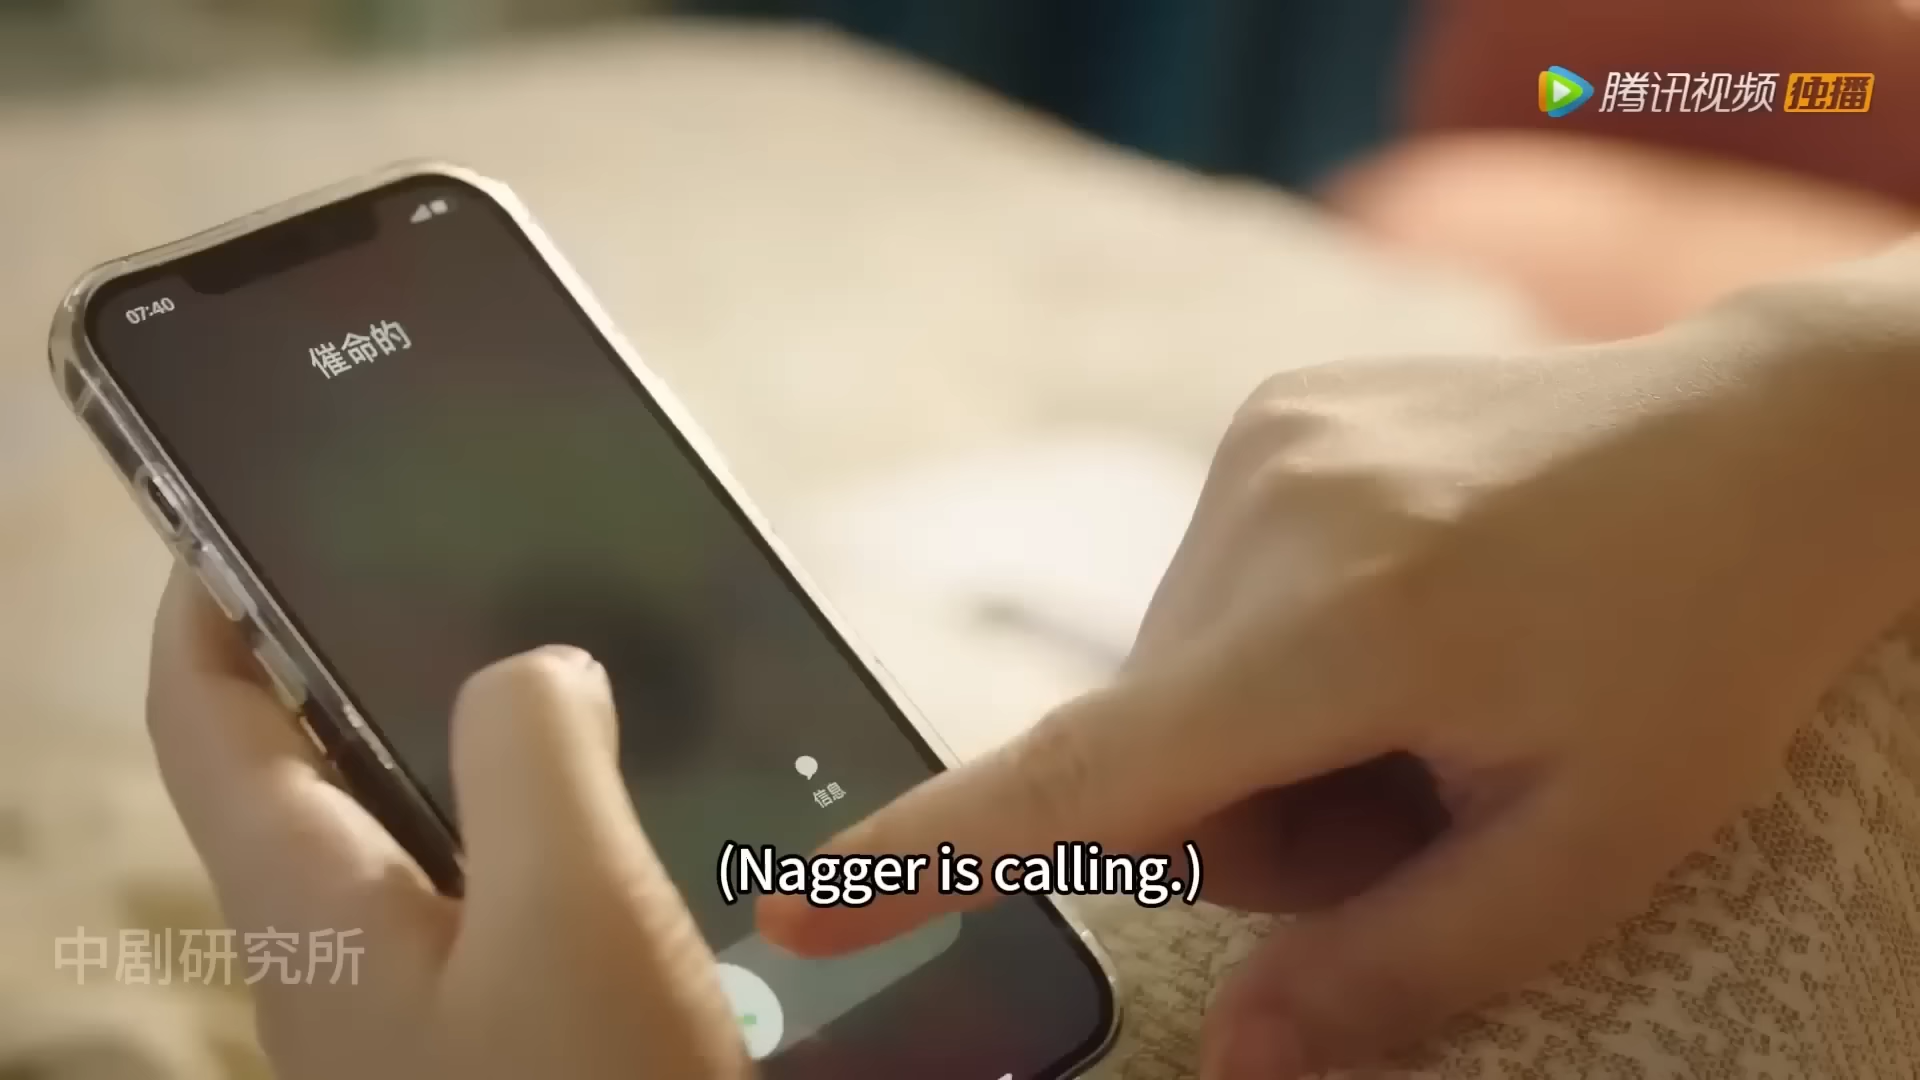 腾讯视频 独播
07:40
催命的
信息
(Nagger is calling.)
中剧研究所